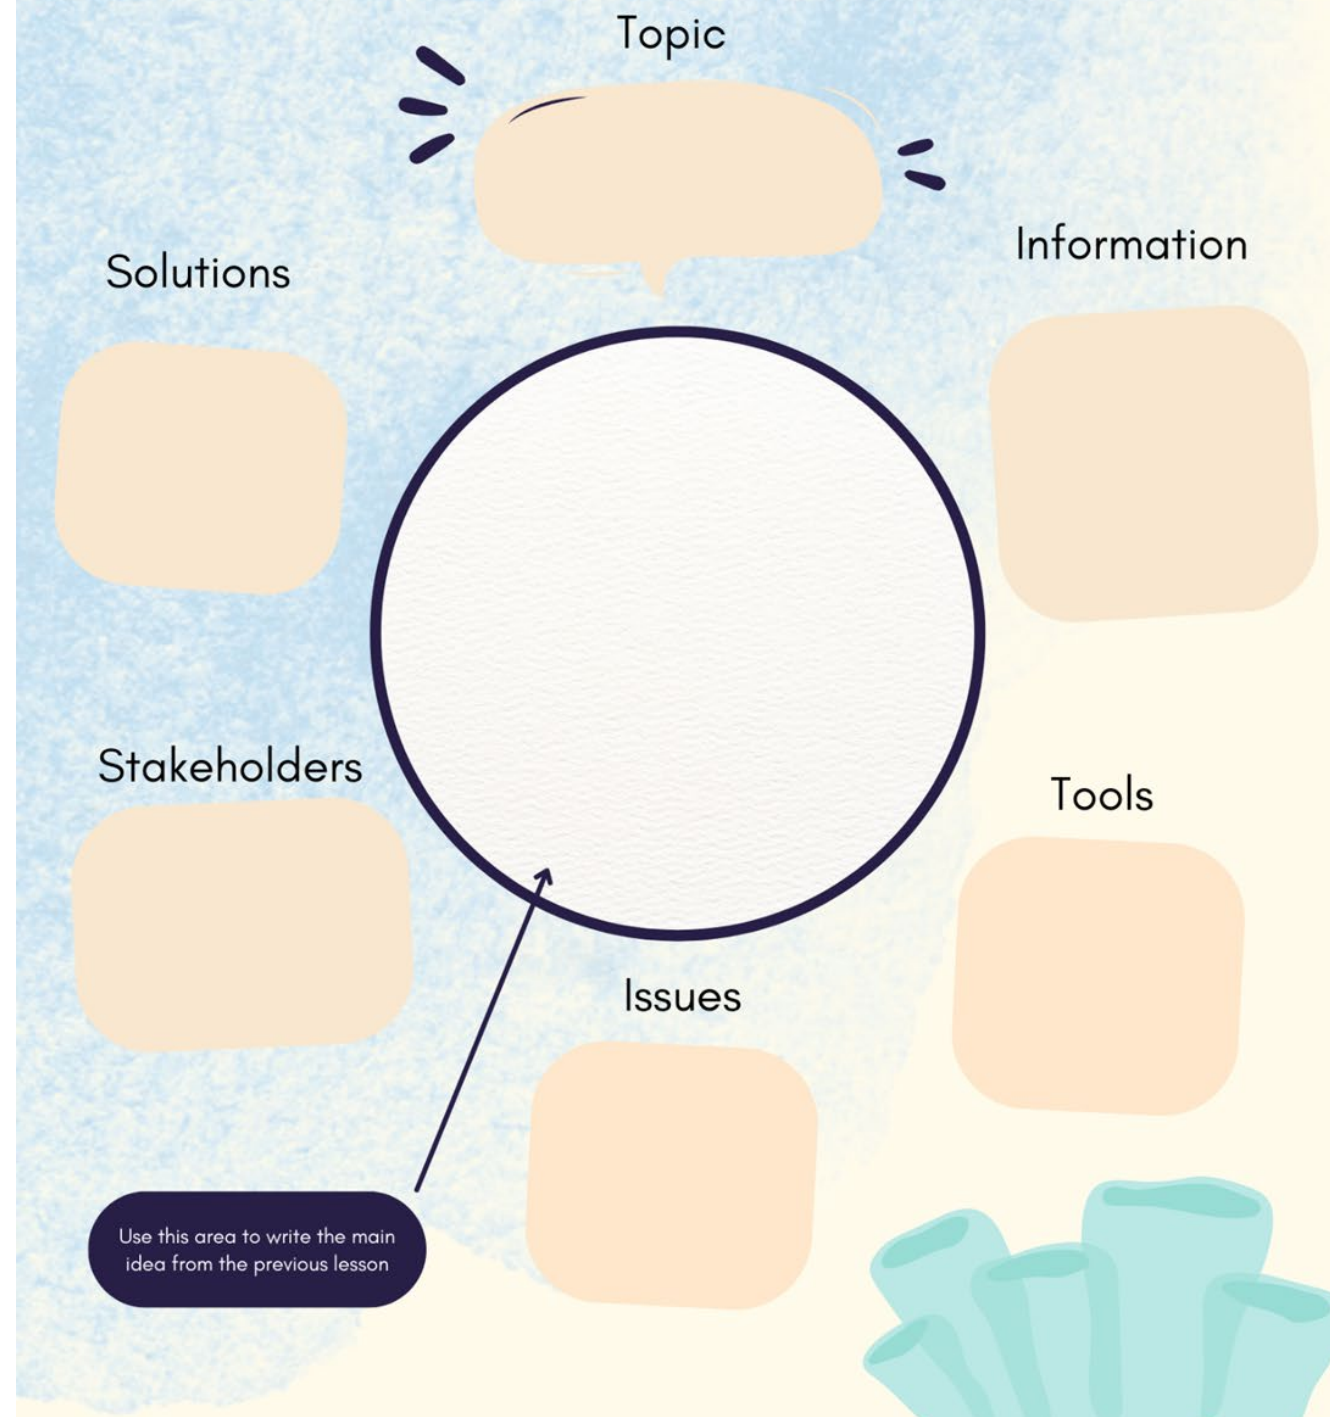 Topic
Information
Solutions
Stakeholders
Tools
Issues
Use this area to write the main
idea from the previous lesson